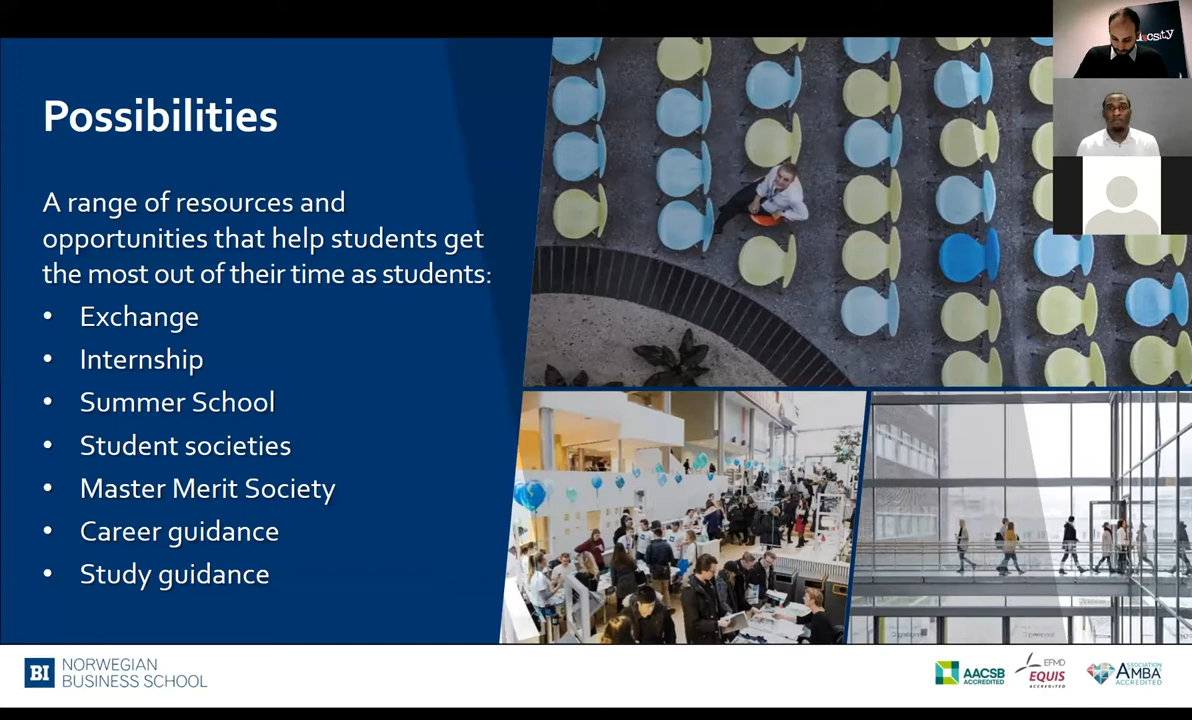 Possibilities
A range of resources and
opportunities that help students get
the most out of their time as students:
• Exchange
• Internship
• Summer School
• Student societies
• Master Merit Society
• Career guidance
• Study guidance
BI NORWEGIAN
BUSINESS SCHOOL
AACSB
ACCREDITED
EFMD
EQUIS
ACCREDITED
ASSOCIATION
AMBA
ACCREDITED